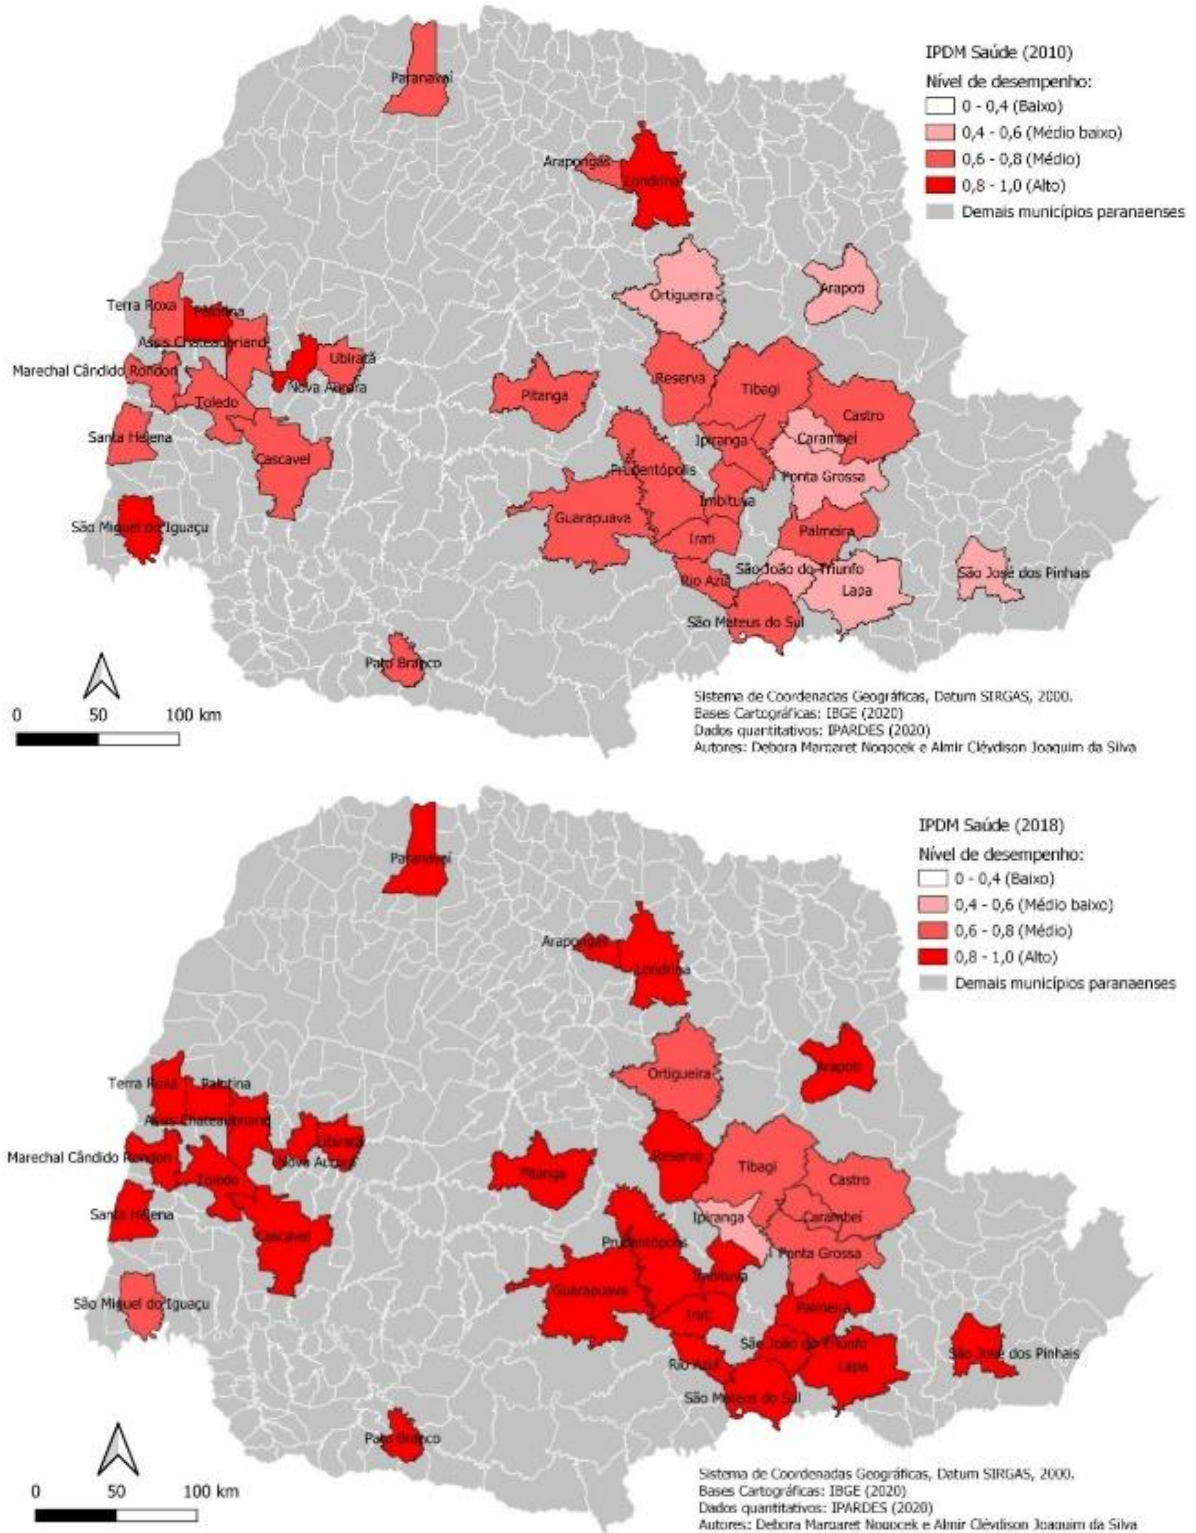 IPDM Saúde (2010)
Nível de desempenho:
0 - 0,4 (Baixo)
0,4 - 0,6 (Médio baixo)
0,6 - 0,8 (Médio)
0,8 - 1,0 (Alto)
Demais municípios paranaenses
Paranavaí
Arapongas
Londrina
Ortigueira
Arapoti
Terra Roxa
Palotina
Assis Chateaubriand
Marechal Cândido Rondon
Ubiratã
Nova Aurora
Toledo
Santa Helena
Cascavel
São Miguel do Iguaçu
Pitanga
Reserva
Tibagi
Castro
Ipiranga
Carambeí
Prudentópolis
Ponta Grossa
Imbituva
Guarapuava
Irati
Palmeira
São João do Triunfo
Rio Azul
Lapa
São José dos Pinhais
São Mateus do Sul
Pato Branco
0 50 100 km
Sistema de Coordenadas Geográficas, Datum SIRGAS, 2000.
Bases Cartográficas: IBGE (2020)
Dados quantitativos: IPARDES (2020)
Autores: Debora Margaret Nogocek e Almir Cléydison Joaquim da Silva
IPDM Saúde (2018)
Nível de desempenho:
0 - 0,4 (Baixo)
0,4 - 0,6 (Médio baixo)
0,6 - 0,8 (Médio)
0,8 - 1,0 (Alto)
Demais municípios paranaenses
Paranavaí
Arapongas
Londrina
Ortigueira
Arapoti
Terra Roxa
Palotina
Assis Chateaubriand
Marechal Cândido Rondon
Ubiratã
Nova Aurora
Toledo
Santa Helena
Cascavel
São Miguel do Iguaçu
Pitanga
Reserva
Tibagi
Castro
Ipiranga
Carambeí
Prudentópolis
Ponta Grossa
Imbituva
Guarapuava
Irati
Palmeira
São João do Triunfo
Rio Azul
Lapa
São José dos Pinhais
São Mateus do Sul
Pato Branco
0 50 100 km
Sistema de Coordenadas Geográficas, Datum SIRGAS, 2000.
Bases Cartográficas: IBGE (2020)
Dados quantitativos: IPARDES (2020)
Autores: Debora Margaret Nogocek e Almir Cléydison Joaquim da Silva